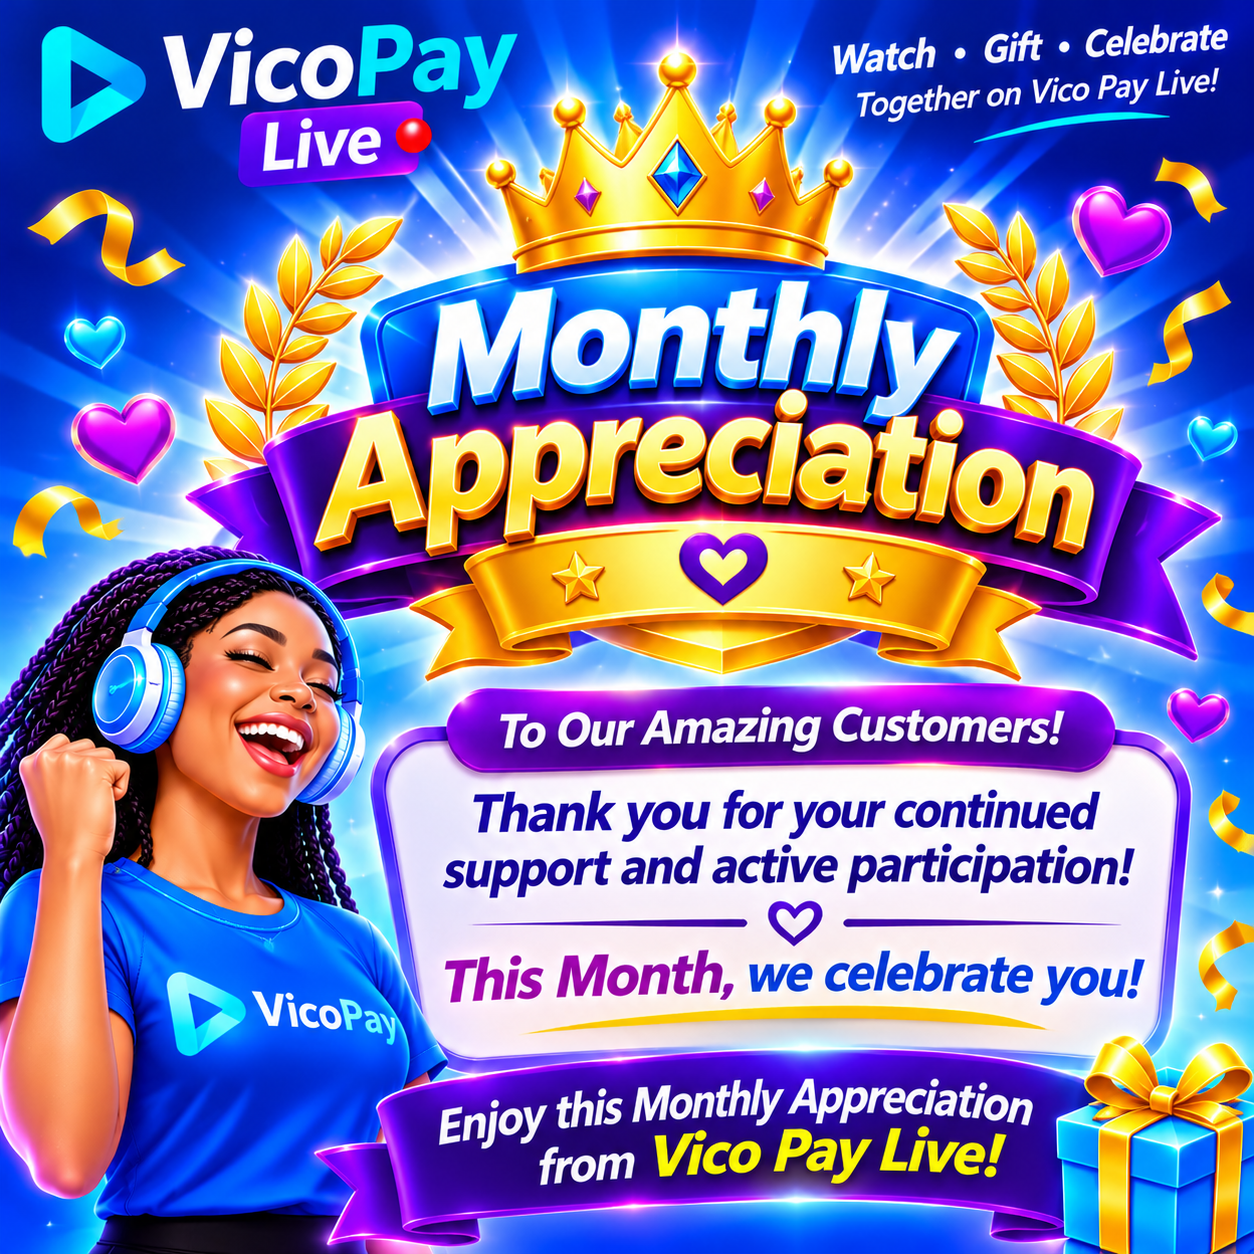 VicoPay
Live
Watch • Gift • Celebrate
Together on Vico Pay Live!
Monthly
Appreciation
To Our Amazing Customers!
Thank you for your continued
support and active participation!
This Month, we celebrate you!
VicoPay
Enjoy this Monthly Appreciation
from Vico Pay Live!